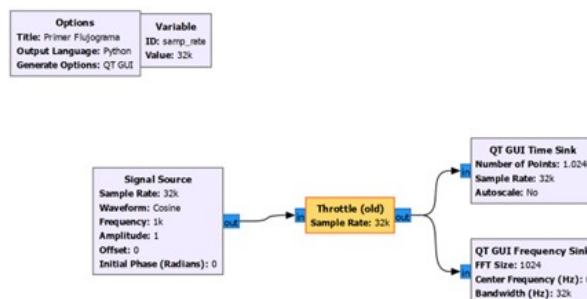 Options
Title: Primer Flujograma
Output Language: Python
Generate Options: QT GUI
Variable
ID: samp_rate
Value: 32k
Signal Source
Sample Rate: 32k
Waveform: Cosine
Frequency: 1k
Amplitude: 1
Offset: 0
Initial Phase (Radians): 0
out
in
Throttle (old)
Sample Rate: 32k
out
in
QT GUI Time Sink
Number of Points: 1.024
Sample Rate: 32k
Autoscale: No
in
QT GUI Frequency Sink
FFT Size: 1024
Center Frequency (Hz):
Bandwidth (Hz): 32k